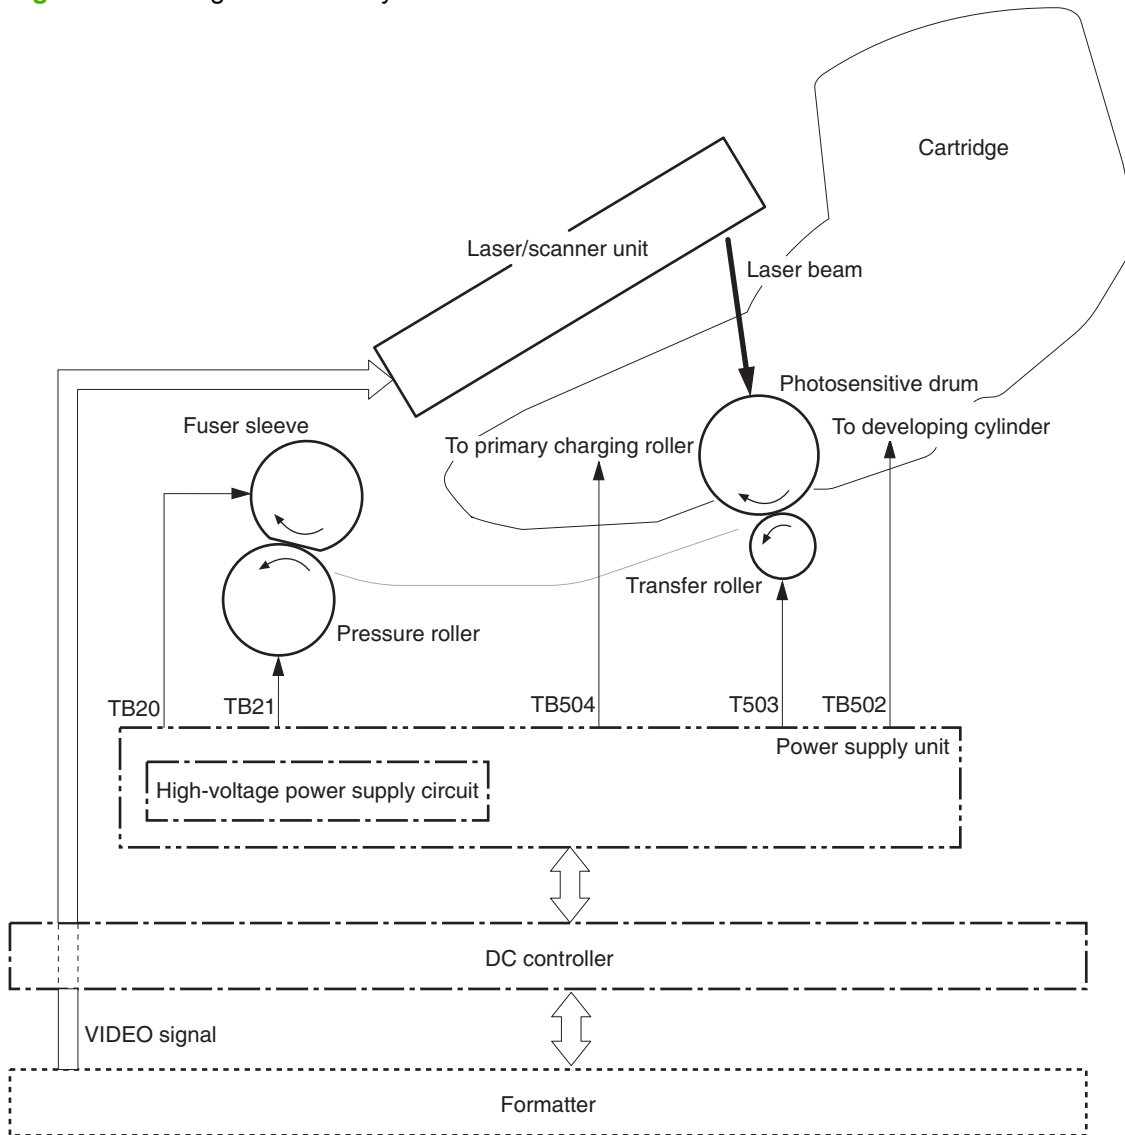 Cartridge
Laser/scanner unit
Laser beam
Photosensitive drum
Fuser sleeve
To developing cylinder
To primary charging roller
Transfer roller
Pressure roller
TB20
TB21
TB504
T503
TB502
Power supply unit
High-voltage power supply circuit
DC controller
VIDEO signal
Formatter